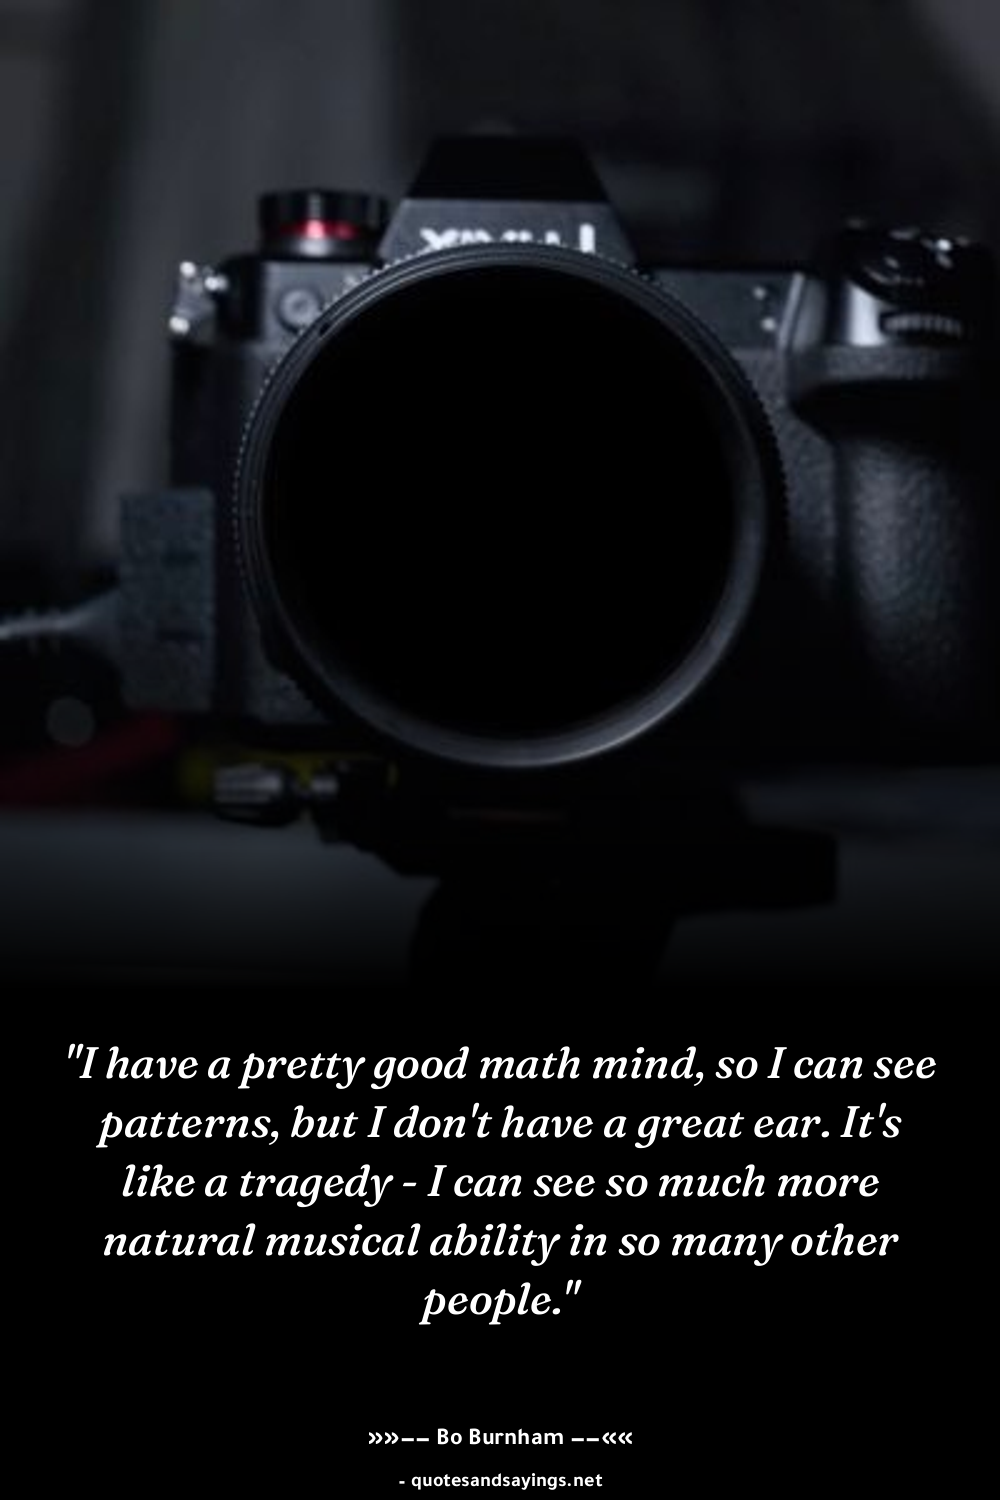 "I have a pretty good math mind, so I can see
patterns, but I don't have a great ear. It's
like a tragedy - I can see so much more
natural musical ability in so many other
people."
»»–– Bo Burnham ––««
- quotesandsayings.net